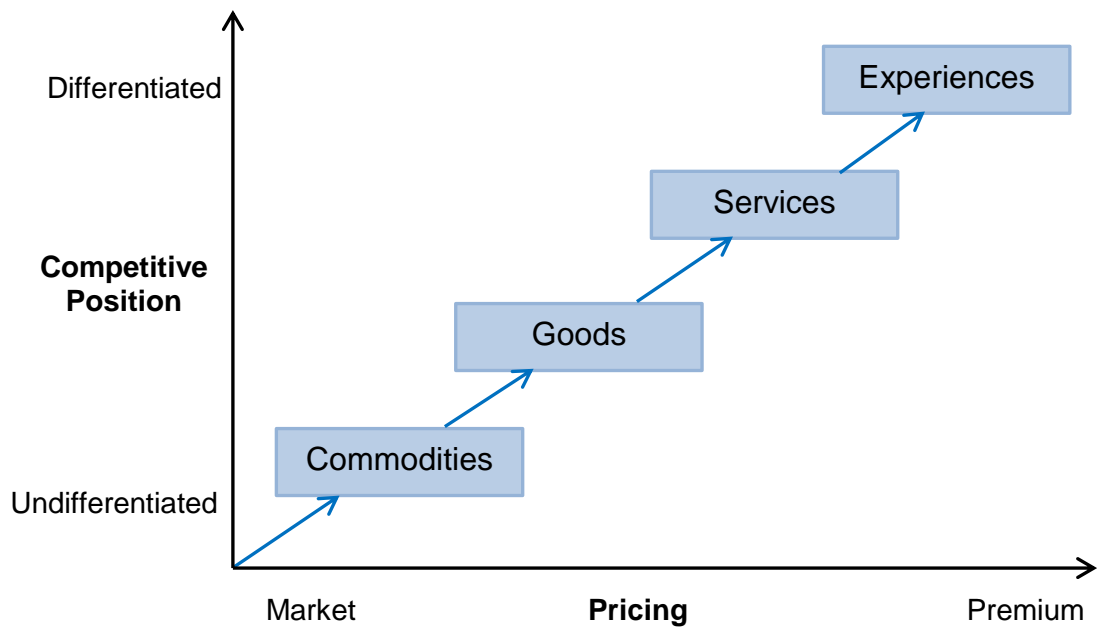 Experiences
Differentiated
Services
Competitive
Position
Goods
Commodities
Undifferentiated
Market
Pricing
Premium